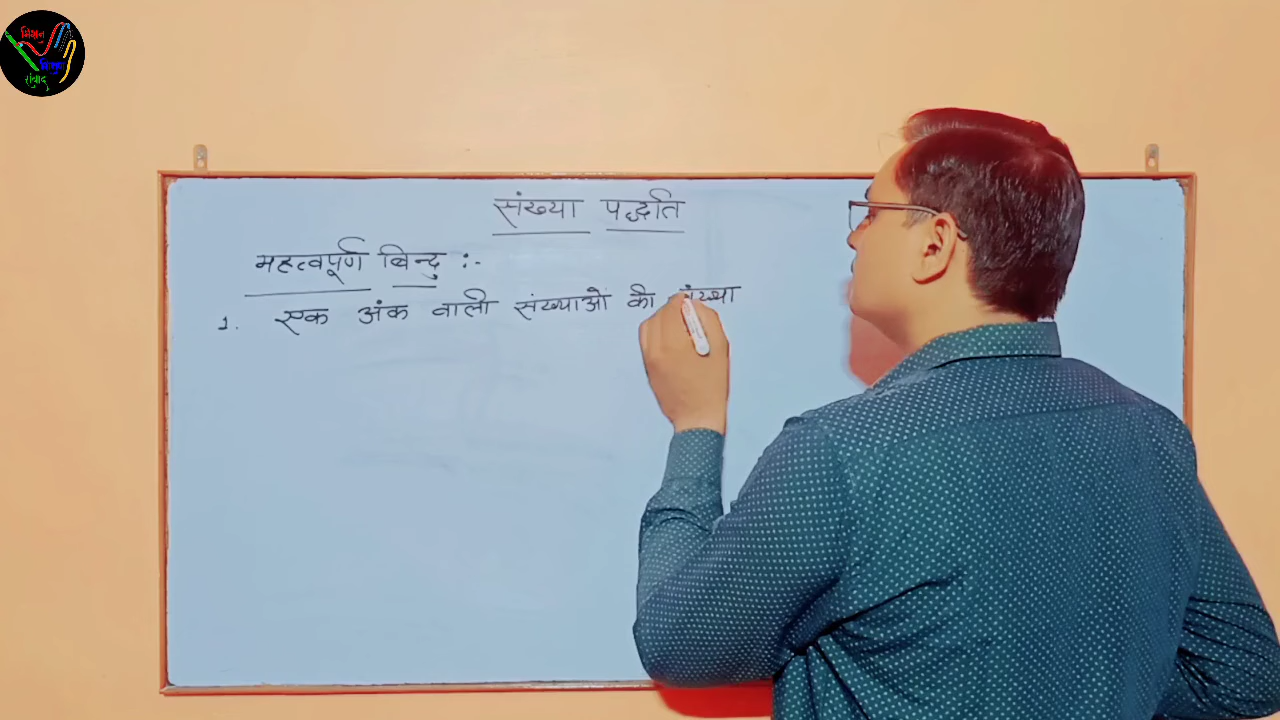 संख्या पद्धति
महत्वपूर्ण बिन्दु :-
1. एक अंक वाली संख्याओं की संख्या
संवाद